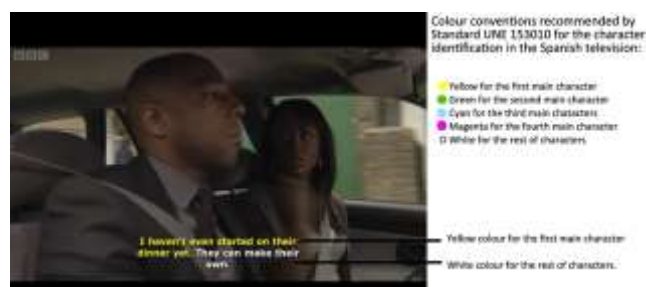 Colour conventions recommended by
Standard UNE 153010 for the character
identification in the Spanish television:
BBC
Yellow for the first main character
Green for the second main character
Cyan for the third main characters
Magenta for the fourth main character
White for the rest of characters
I haven't even started on their
dinner yet. They can make their
own.
Yellow colour for the first main character
White colour for the rest of characters.